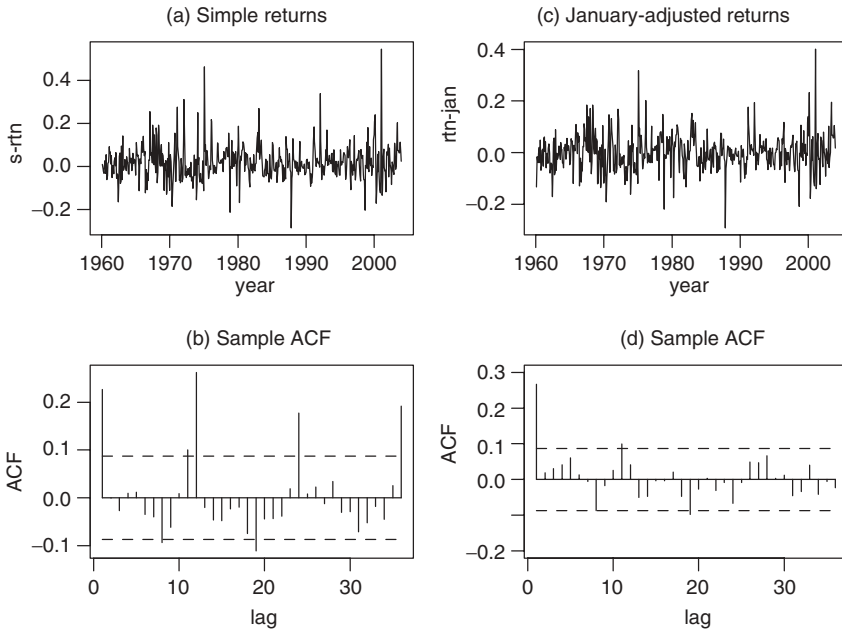 (a) Simple returns
s-rtn
0.4
0.2
0.0
−0.2
1960 1970 1980 1990 2000
year
(c) January-adjusted returns
rtn-jan
0.4
0.2
0.0
−0.2
1960 1970 1980 1990 2000
year
(b) Sample ACF
ACF
0.2
0.1
0.0
−0.1
0 10 20 30
lag
(d) Sample ACF
ACF
0.3
0.2
0.1
0.0
−0.2
0 10 20 30
lag